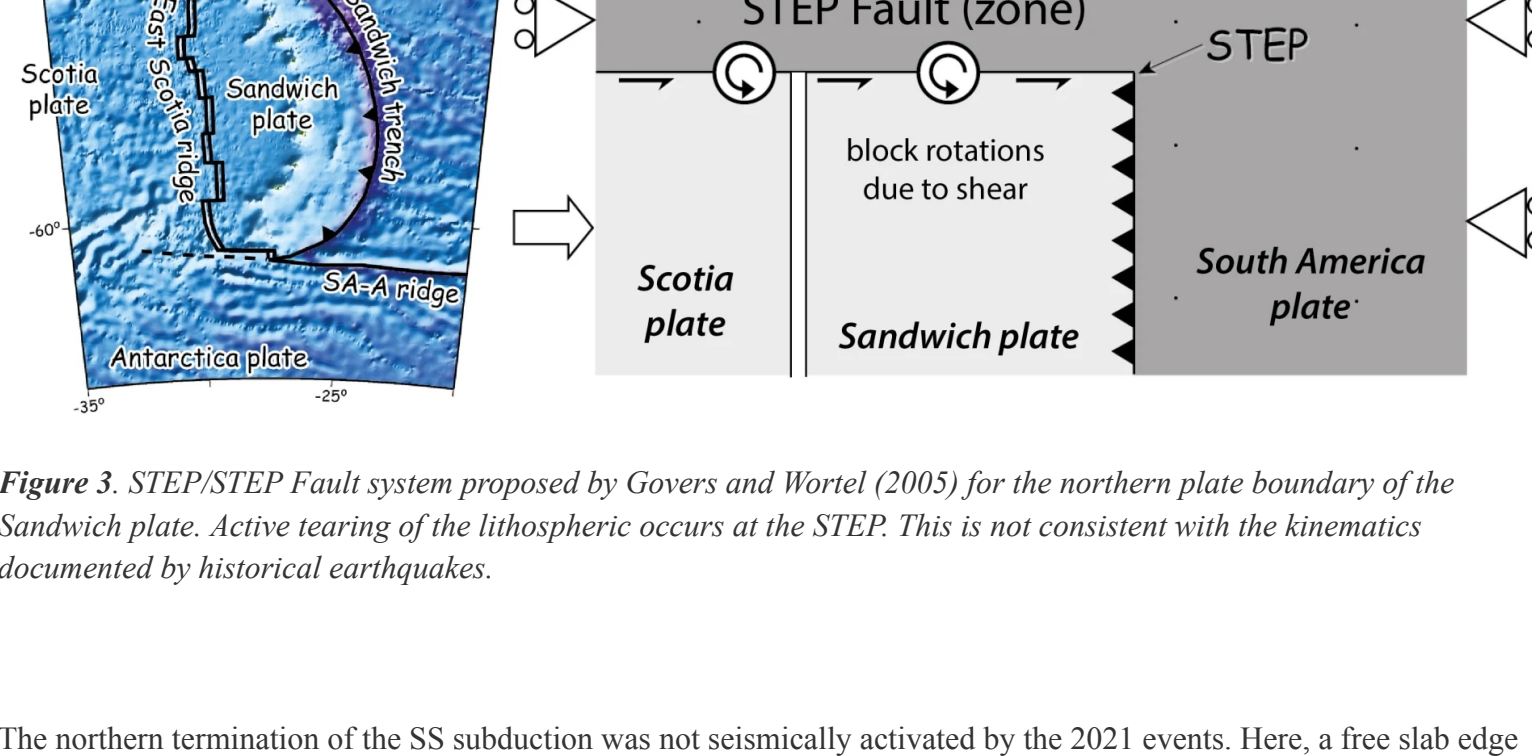 East Scotia ridge
Sandwich trench
Scotia
plate
Sandwich
plate
-60º
SA-A ridge
Antarctica plate
-35º
-25º
STEP Fault (zone)
STEP
block rotations
due to shear
Scotia
plate
Sandwich plate
South America
plate
Figure 3. STEP/STEP Fault system proposed by Govers and Wortel (2005) for the northern plate boundary of the
Sandwich plate. Active tearing of the lithospheric occurs at the STEP. This is not consistent with the kinematics
documented by historical earthquakes.
The northern termination of the SS subduction was not seismically activated by the 2021 events. Here, a free slab edge